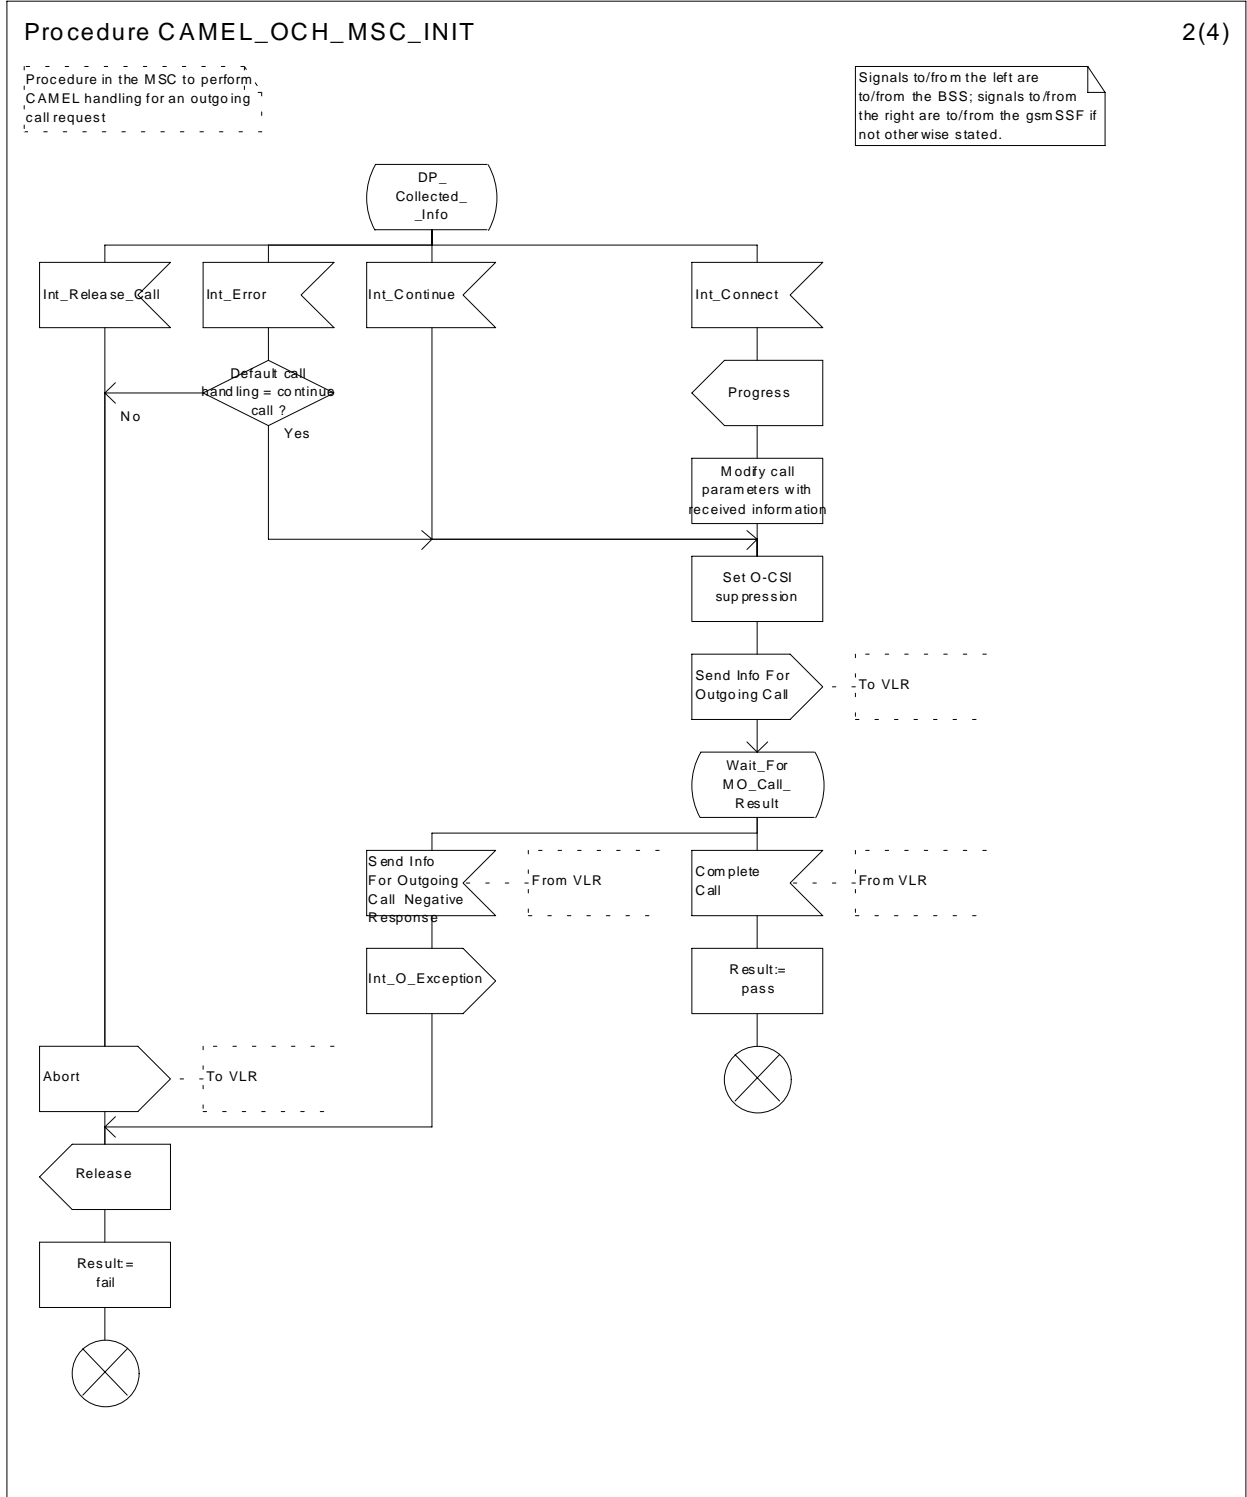 Procedure CAMEL_OCH_MSC_INIT
2(4)
Procedure in the MSC to perform
CAMEL handling for an outgoing
call request
Signals to/from the left are
to/from the BSS; signals to/from
the right are to/from the gsmSSF if
not otherwise stated.
DP_
Collected_
_Info
Int_Release_Call
Int_Error
Int_Continue
Int_Connect
Default call
handling = continue
call ?
No
Yes
Progress
Modify call
parameters with
received information
Set O-CSI
suppression
Send Info For
Outgoing Call
To VLR
Wait_For
MO_Call_
Result
Send Info
For Outgoing
Call Negative
Response
From VLR
Complete
Call
From VLR
Int_O_Exception
Result:=
pass
Abort
To VLR
Release
Result:=
fail